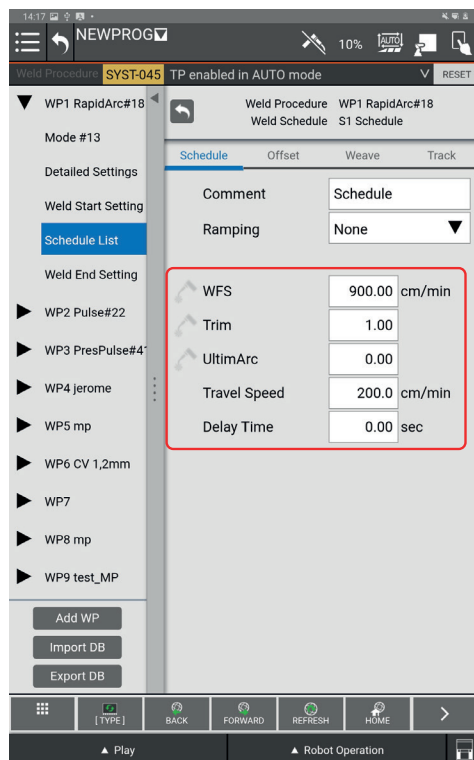 14:17
NEWPROG
10%
AUTO
Weld Procedure SYST-045 TP enabled in AUTO mode
RESET
WP1 RapidArc#18
Mode #13
Detailed Settings
Weld Start Setting
Schedule List
Weld End Setting
WP2 Pulse#22
WP3 PresPulse#4
WP4 jerome
WP5 mp
WP6 CV 1,2mm
WP7
WP8 mp
WP9 test_MP
Add WP
Import DB
Export DB
Weld Procedure WP1 RapidArc#18
Weld Schedule S1 Schedule
Schedule Offset Weave Track
Comment Schedule
Ramping None
WFS 900.00 cm/min
Trim 1.00
UltimArc 0.00
Travel Speed 200.0 cm/min
Delay Time 0.00 sec
[ TYPE ] BACK FORWARD REFRESH HOME
Play Robot Operation